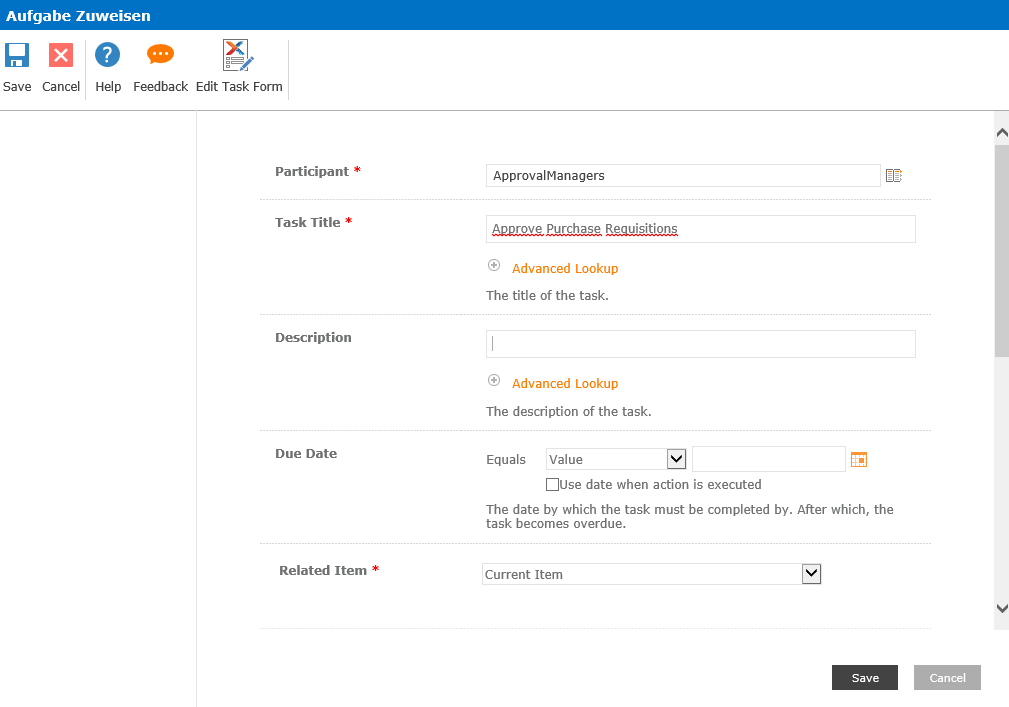 Aufgabe Zuweisen
Save Cancel Help Feedback Edit Task Form
Participant * ApprovalManagers
Task Title * Approve Purchase Requisitions
Advanced Lookup
The title of the task.
Description
Advanced Lookup
The description of the task.
Due Date Equals Value
Use date when action is executed
The date by which the task must be completed by. After which, the
task becomes overdue.
Related Item * Current Item
Save Cancel